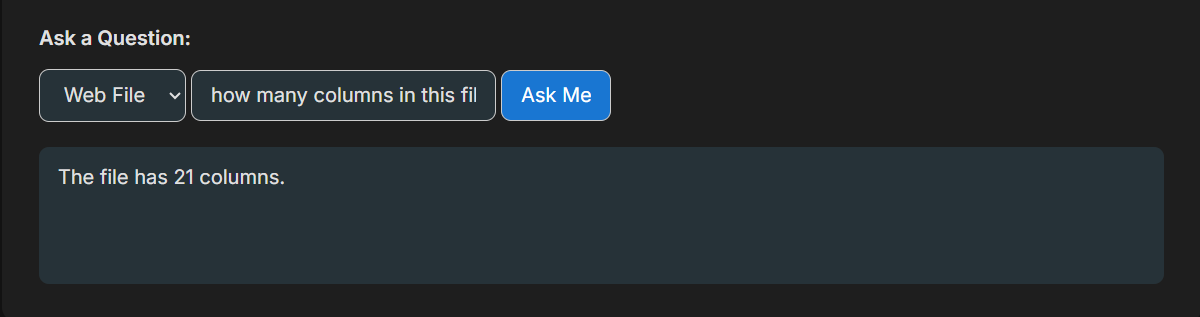 Ask a Question:
Web File how many columns in this fil Ask Me
The file has 21 columns.